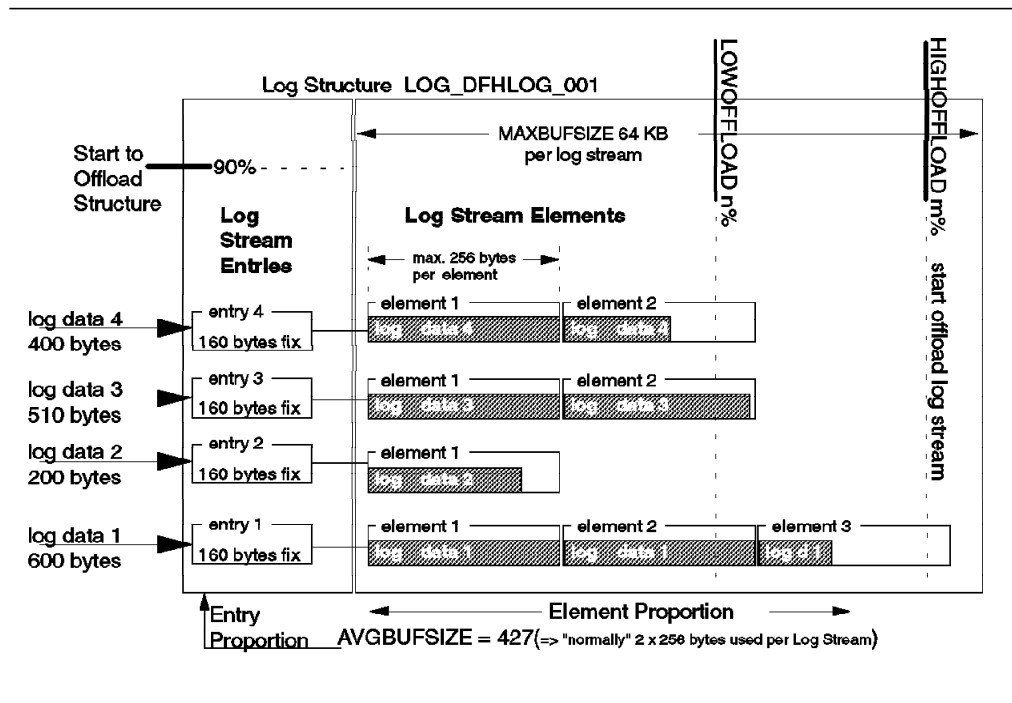 Log Structure LOG_DFHLOG_001
LOWOFFLOAD n%
HIGHOFFLOAD m%
start offload log stream
MAXBUFSIZE 64 KB
per log stream
Start to
Offload
Structure
90%
Log
Stream
Entries
Log Stream Elements
max. 256 bytes
per element
log data 4
400 bytes
entry 4
160 bytes fix
element 1
log data 4
element 2
log data 4
log data 3
510 bytes
entry 3
160 bytes fix
element 1
log data 3
element 2
log data 3
log data 2
200 bytes
entry 2
160 bytes fix
element 1
log data 2
log data 1
600 bytes
entry 1
160 bytes fix
element 1
log data 1
element 2
log data 1
element 3
log d 1
Entry
Proportion
Element Proportion
AVGBUFSIZE = 427(=> "normally" 2 x 256 bytes used per Log Stream)